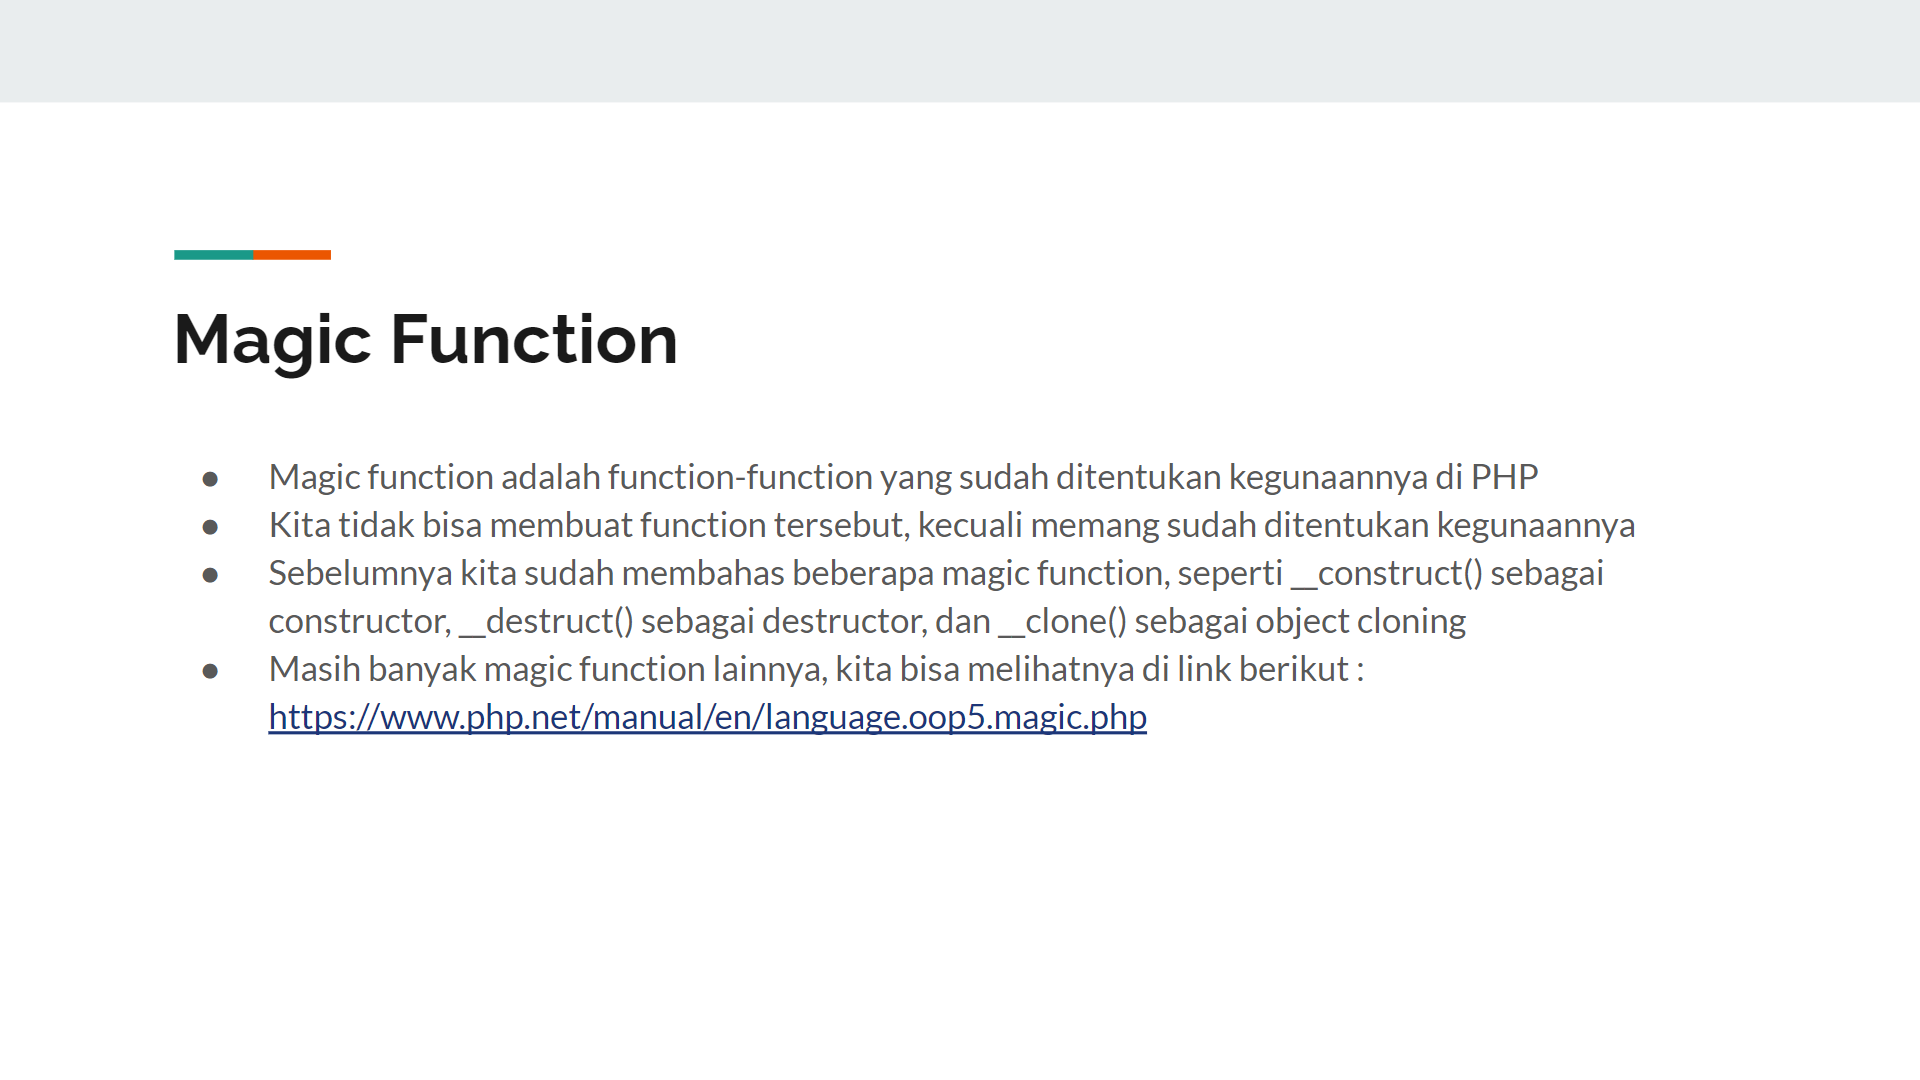 Magic Function
● Magic function adalah function-function yang sudah ditentukan kegunaannya di PHP
● Kita tidak bisa membuat function tersebut, kecuali memang sudah ditentukan kegunaannya
● Sebelumnya kita sudah membahas beberapa magic function, seperti __construct() sebagai
constructor, __destruct() sebagai destructor, dan __clone() sebagai object cloning
● Masih banyak magic function lainnya, kita bisa melihatnya di link berikut :
https://www.php.net/manual/en/language.oop5.magic.php